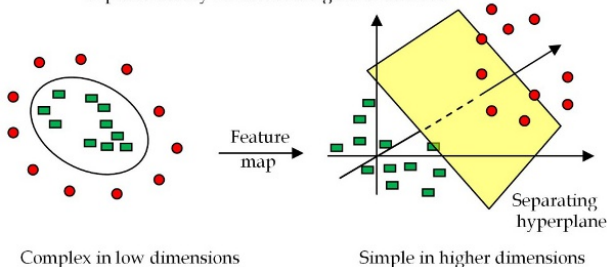 Feature
map
Separating
hyperplane
Complex in low dimensions
Simple in higher dimensions